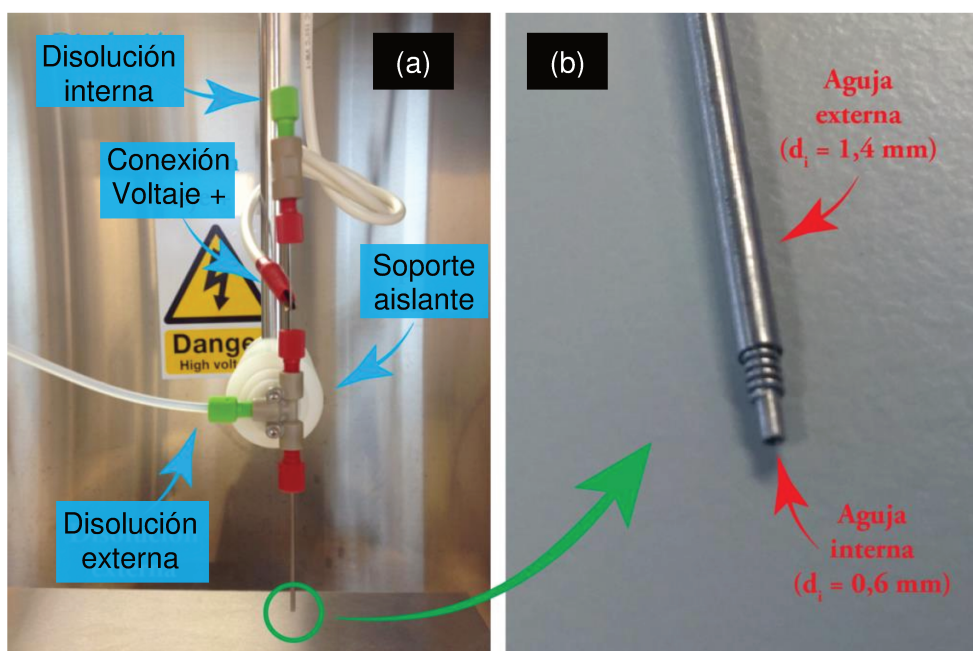 (a)
(b)
Disolución
interna
Conexión
Voltaje +
Soporte
aislante
Danger
High volt
Disolución
externa
Aguja
externa
(dᵢ = 1,4 mm)
Aguja
interna
(dᵢ = 0,6 mm)